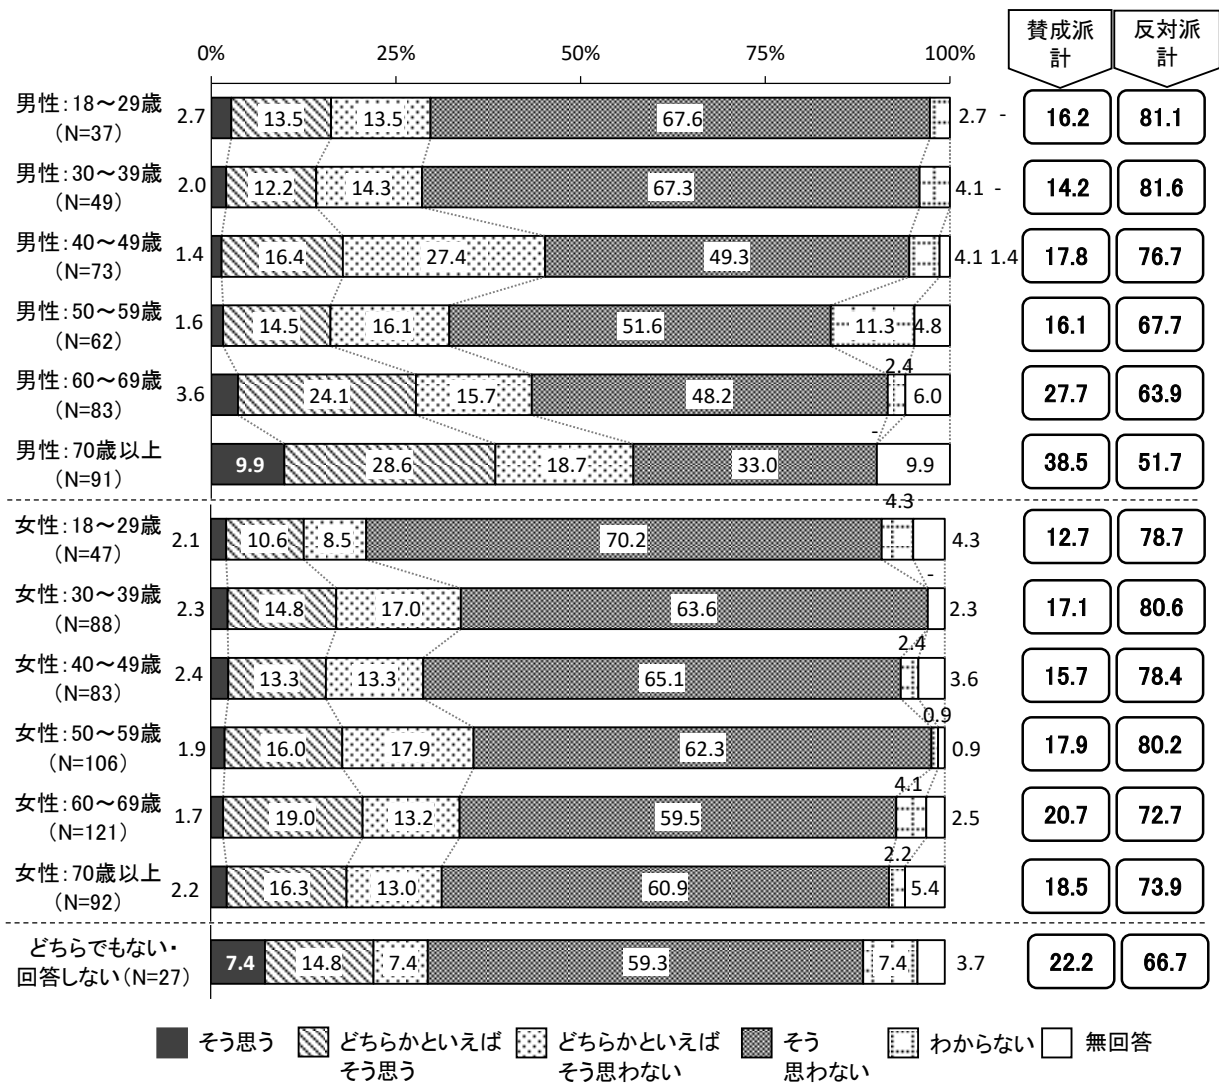 賛成派
計
反対派
計
0% 25% 50% 75% 100%
男性：18～29歳
（N=37）
2.7 13.5 13.5 67.6 2.7 - 16.2 81.1
男性：30～39歳
（N=49）
2.0 12.2 14.3 67.3 4.1 - 14.2 81.6
男性：40～49歳
（N=73）
1.4 16.4 27.4 49.3 4.1 1.4 17.8 76.7
男性：50～59歳
（N=62）
1.6 14.5 16.1 51.6 11.3 4.8 16.1 67.7
男性：60～69歳
（N=83）
3.6 24.1 15.7 48.2 2.4 6.0 27.7 63.9
男性：70歳以上
（N=91）
9.9 28.6 18.7 33.0 - 9.9 38.5 51.7
女性：18～29歳
（N=47）
2.1 10.6 8.5 70.2 4.3 4.3 12.7 78.7
女性：30～39歳
（N=88）
2.3 14.8 17.0 63.6 - 2.3 17.1 80.6
女性：40～49歳
（N=83）
2.4 13.3 13.3 65.1 2.4 3.6 15.7 78.4
女性：50～59歳
（N=106）
1.9 16.0 17.9 62.3 0.9 0.9 17.9 80.2
女性：60～69歳
（N=121）
1.7 19.0 13.2 59.5 4.1 2.5 20.7 72.7
女性：70歳以上
（N=92）
2.2 16.3 13.0 60.9 2.2 5.4 18.5 73.9
どちらでもない・
回答しない（N=27）
7.4 14.8 7.4 59.3 7.4 3.7 22.2 66.7
そう思う
どちらかといえば
そう思う
どちらかといえば
そう思わない
そう
思わない
わからない
無回答